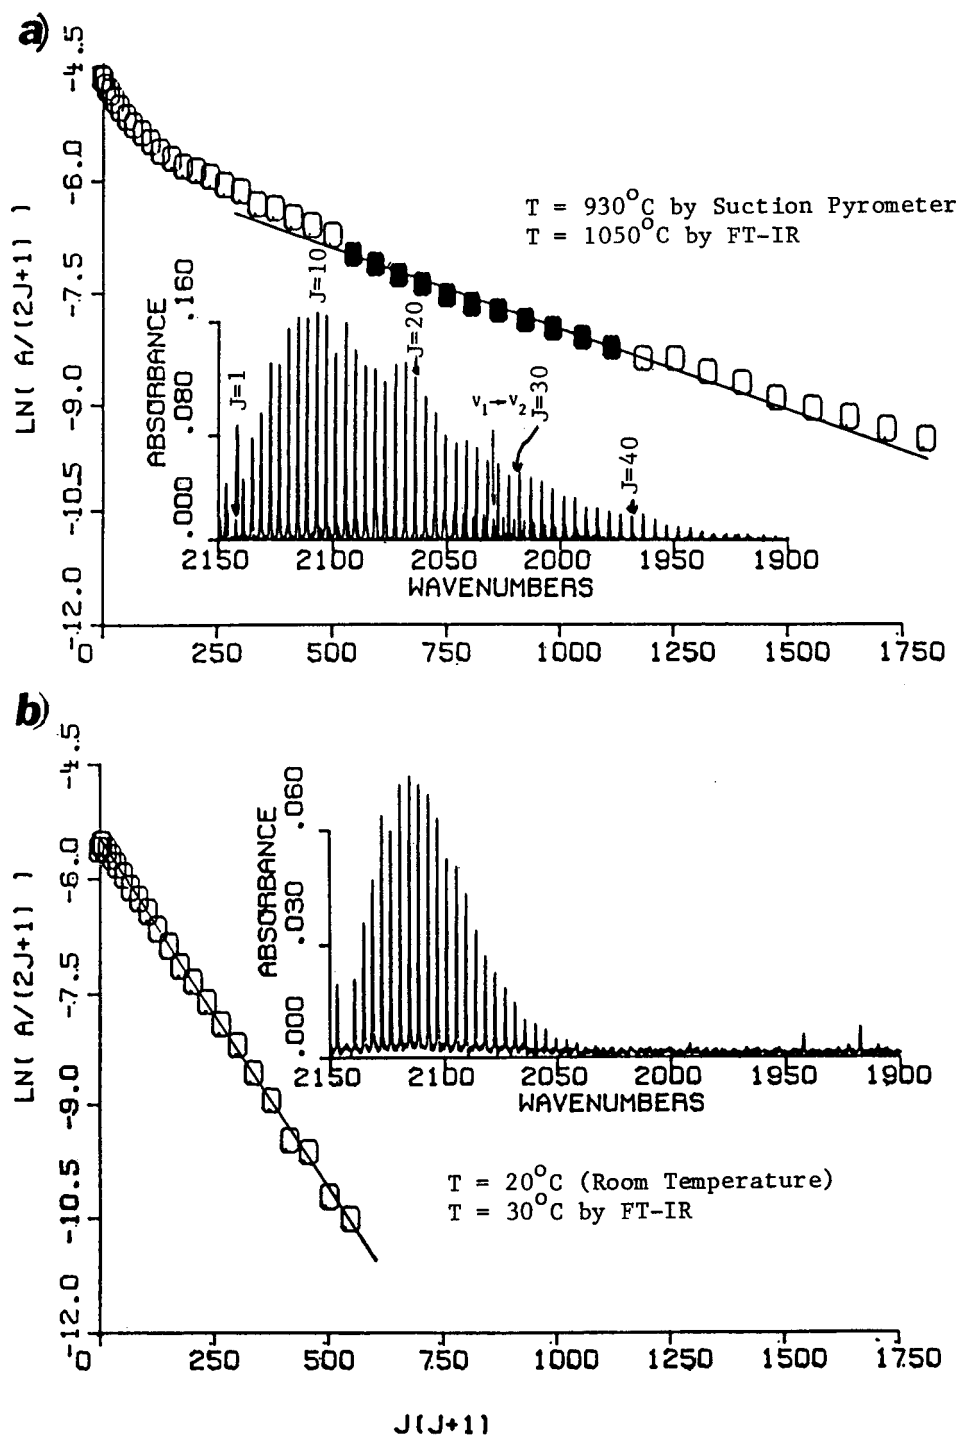 a)
-4.5
-6.0
-7.5
-9.0
-10.5
-12.0
LN( A/(2J+1) )
T = 930°C by Suction Pyrometer
T = 1050°C by FT-IR
ABSORBANCE
.160
.080
.000
J=1
J=10
J=20
v₁→v₂
J=30
J=40
2150 2100 2050 2000 1950 1900
WAVENUMBERS
0 250 500 750 1000 1250 1500 1750
b)
-4.5
-6.0
-7.5
-9.0
-10.5
-12.0
LN( A/(2J+1) )
ABSORBANCE
.060
.030
.000
2150 2100 2050 2000 1950 1900
WAVENUMBERS
T = 20°C (Room Temperature)
T = 30°C by FT-IR
0 250 500 750 1000 1250 1500 1750
J(J+1)